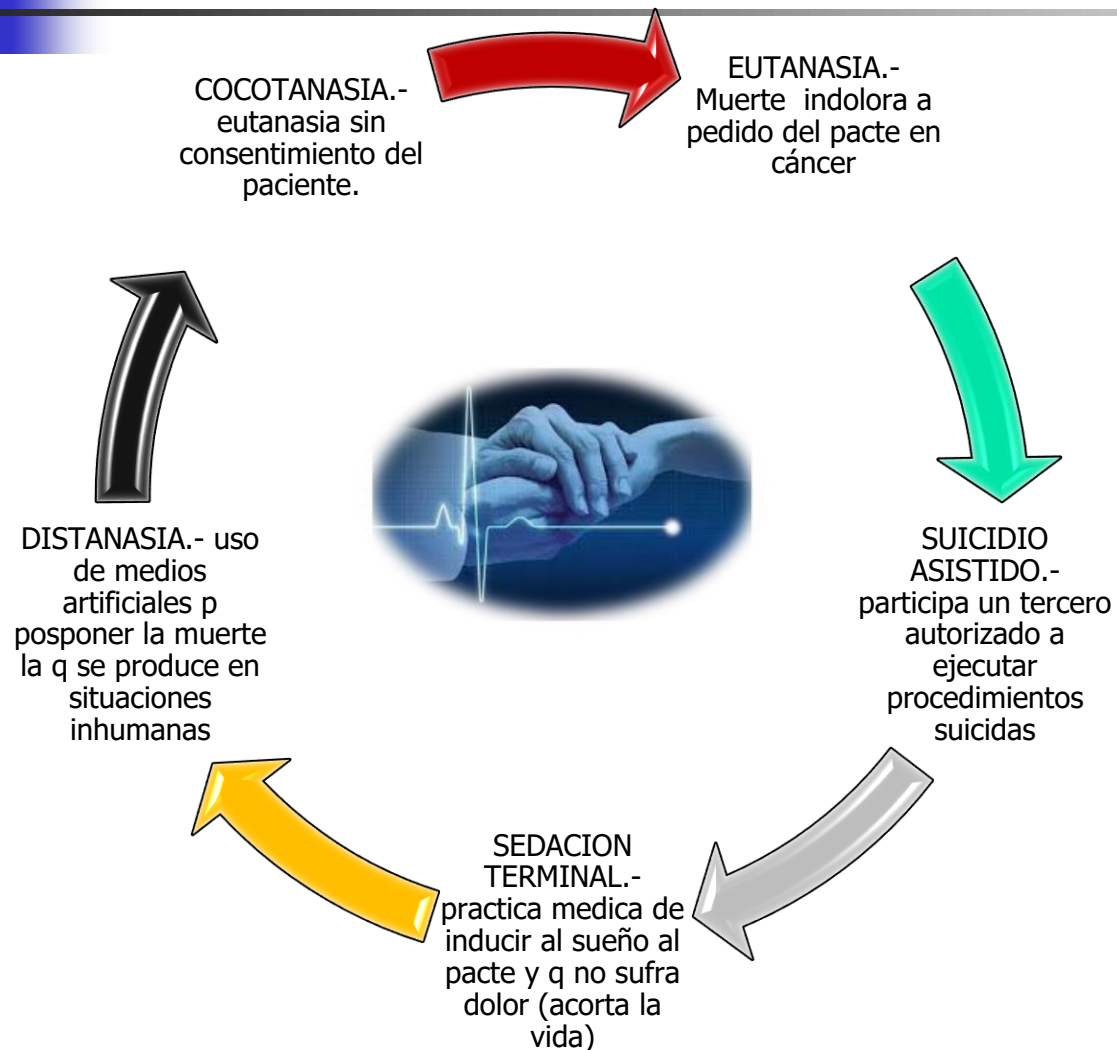 COCOTANASIA.-
eutanasia sin
consentimiento del
paciente.
EUTANASIA.-
Muerte indolora a
pedido del pacte en
cáncer
SUICIDIO
ASISTIDO.-
participa un tercero
autorizado a
ejecutar
procedimientos
suicidas
SEDACION
TERMINAL.-
practica medica de
inducir al sueño al
pacte y q no sufra
dolor (acorta la
vida)
DISTANASIA.- uso
de medios
artificiales p
posponer la muerte
la q se produce en
situaciones
inhumanas